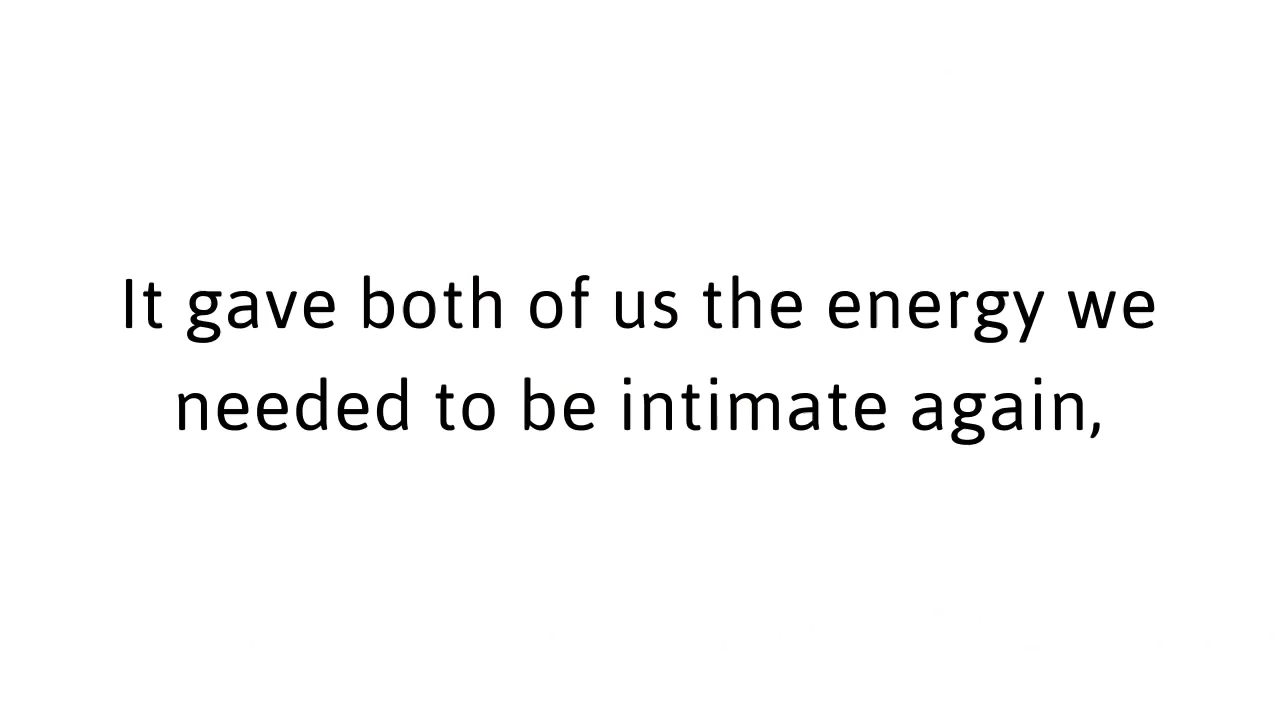 It gave both of us the energy we
needed to be intimate again,